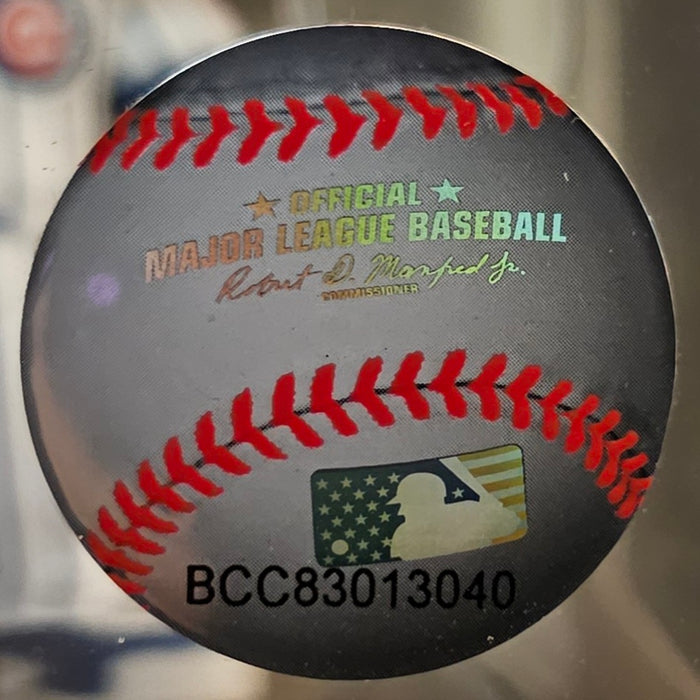 ★ OFFICIAL ★
MAJOR LEAGUE BASEBALL
Robert D. Manfred Jr.
COMMISSIONER
BCC83013040